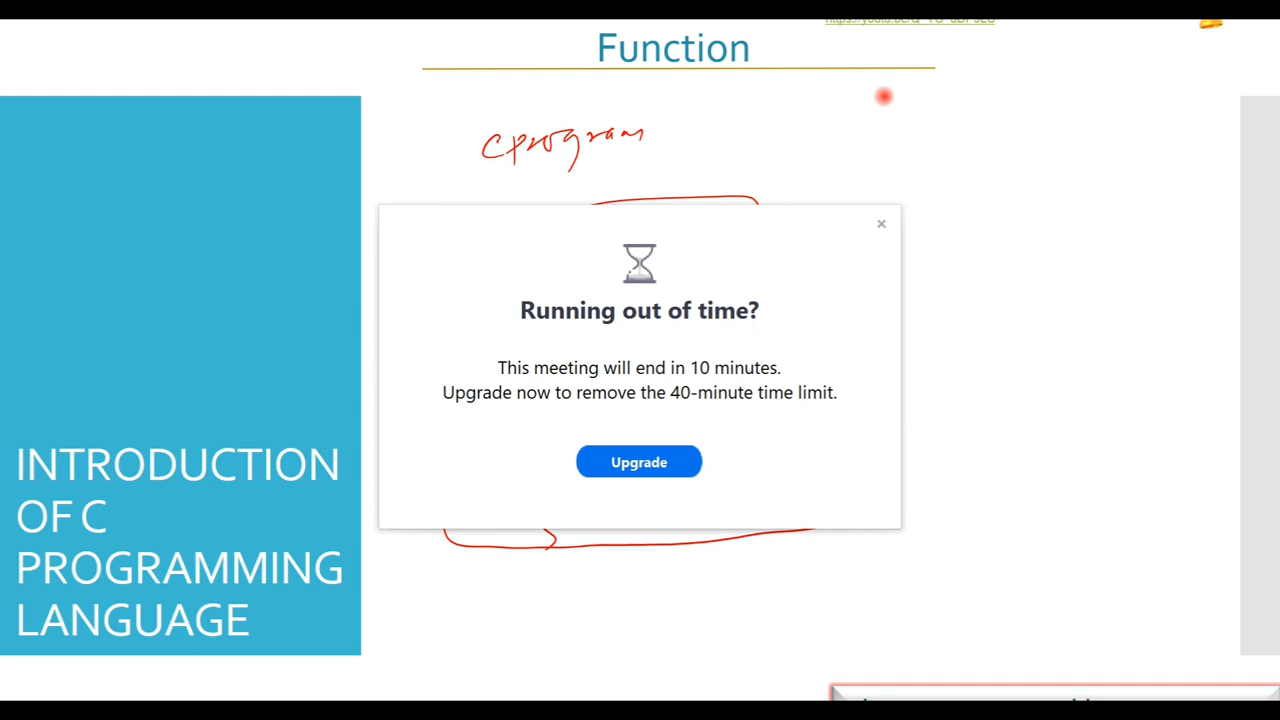 Function
cprogram
×
Running out of time?
This meeting will end in 10 minutes.
Upgrade now to remove the 40-minute time limit.
Upgrade
INTRODUCTION
OF C
PROGRAMMING
LANGUAGE